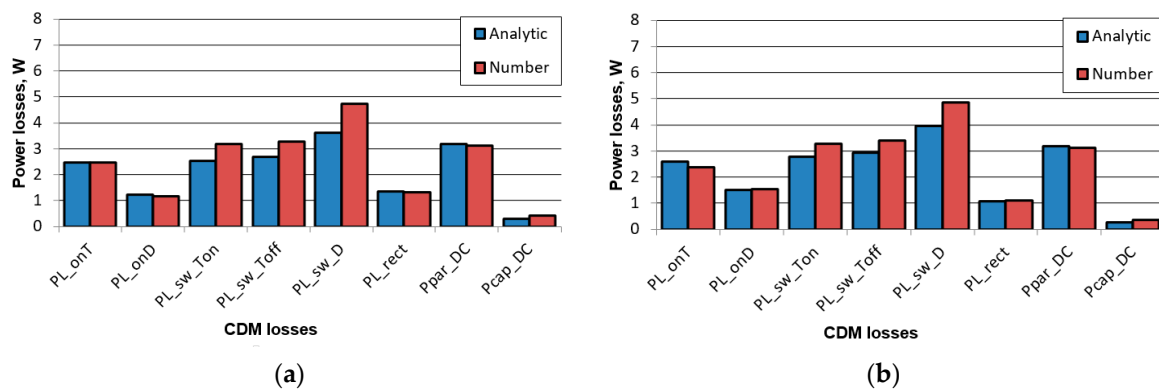 8
7
6
5
4
3
2
1
0
Power losses, W
Analytic
Number
PL_onT
PL_onD
PL_sw_Ton
PL_sw_Toff
PL_sw_D
PL_rect
Ppar_DC
Pcap_DC
CDM losses
(a)
8
7
6
5
4
3
2
1
0
Power losses, W
Analytic
Number
PL_onT
PL_onD
PL_sw_Ton
PL_sw_Toff
PL_sw_D
PL_rect
Ppar_DC
Pcap_DC
CDM losses
(b)